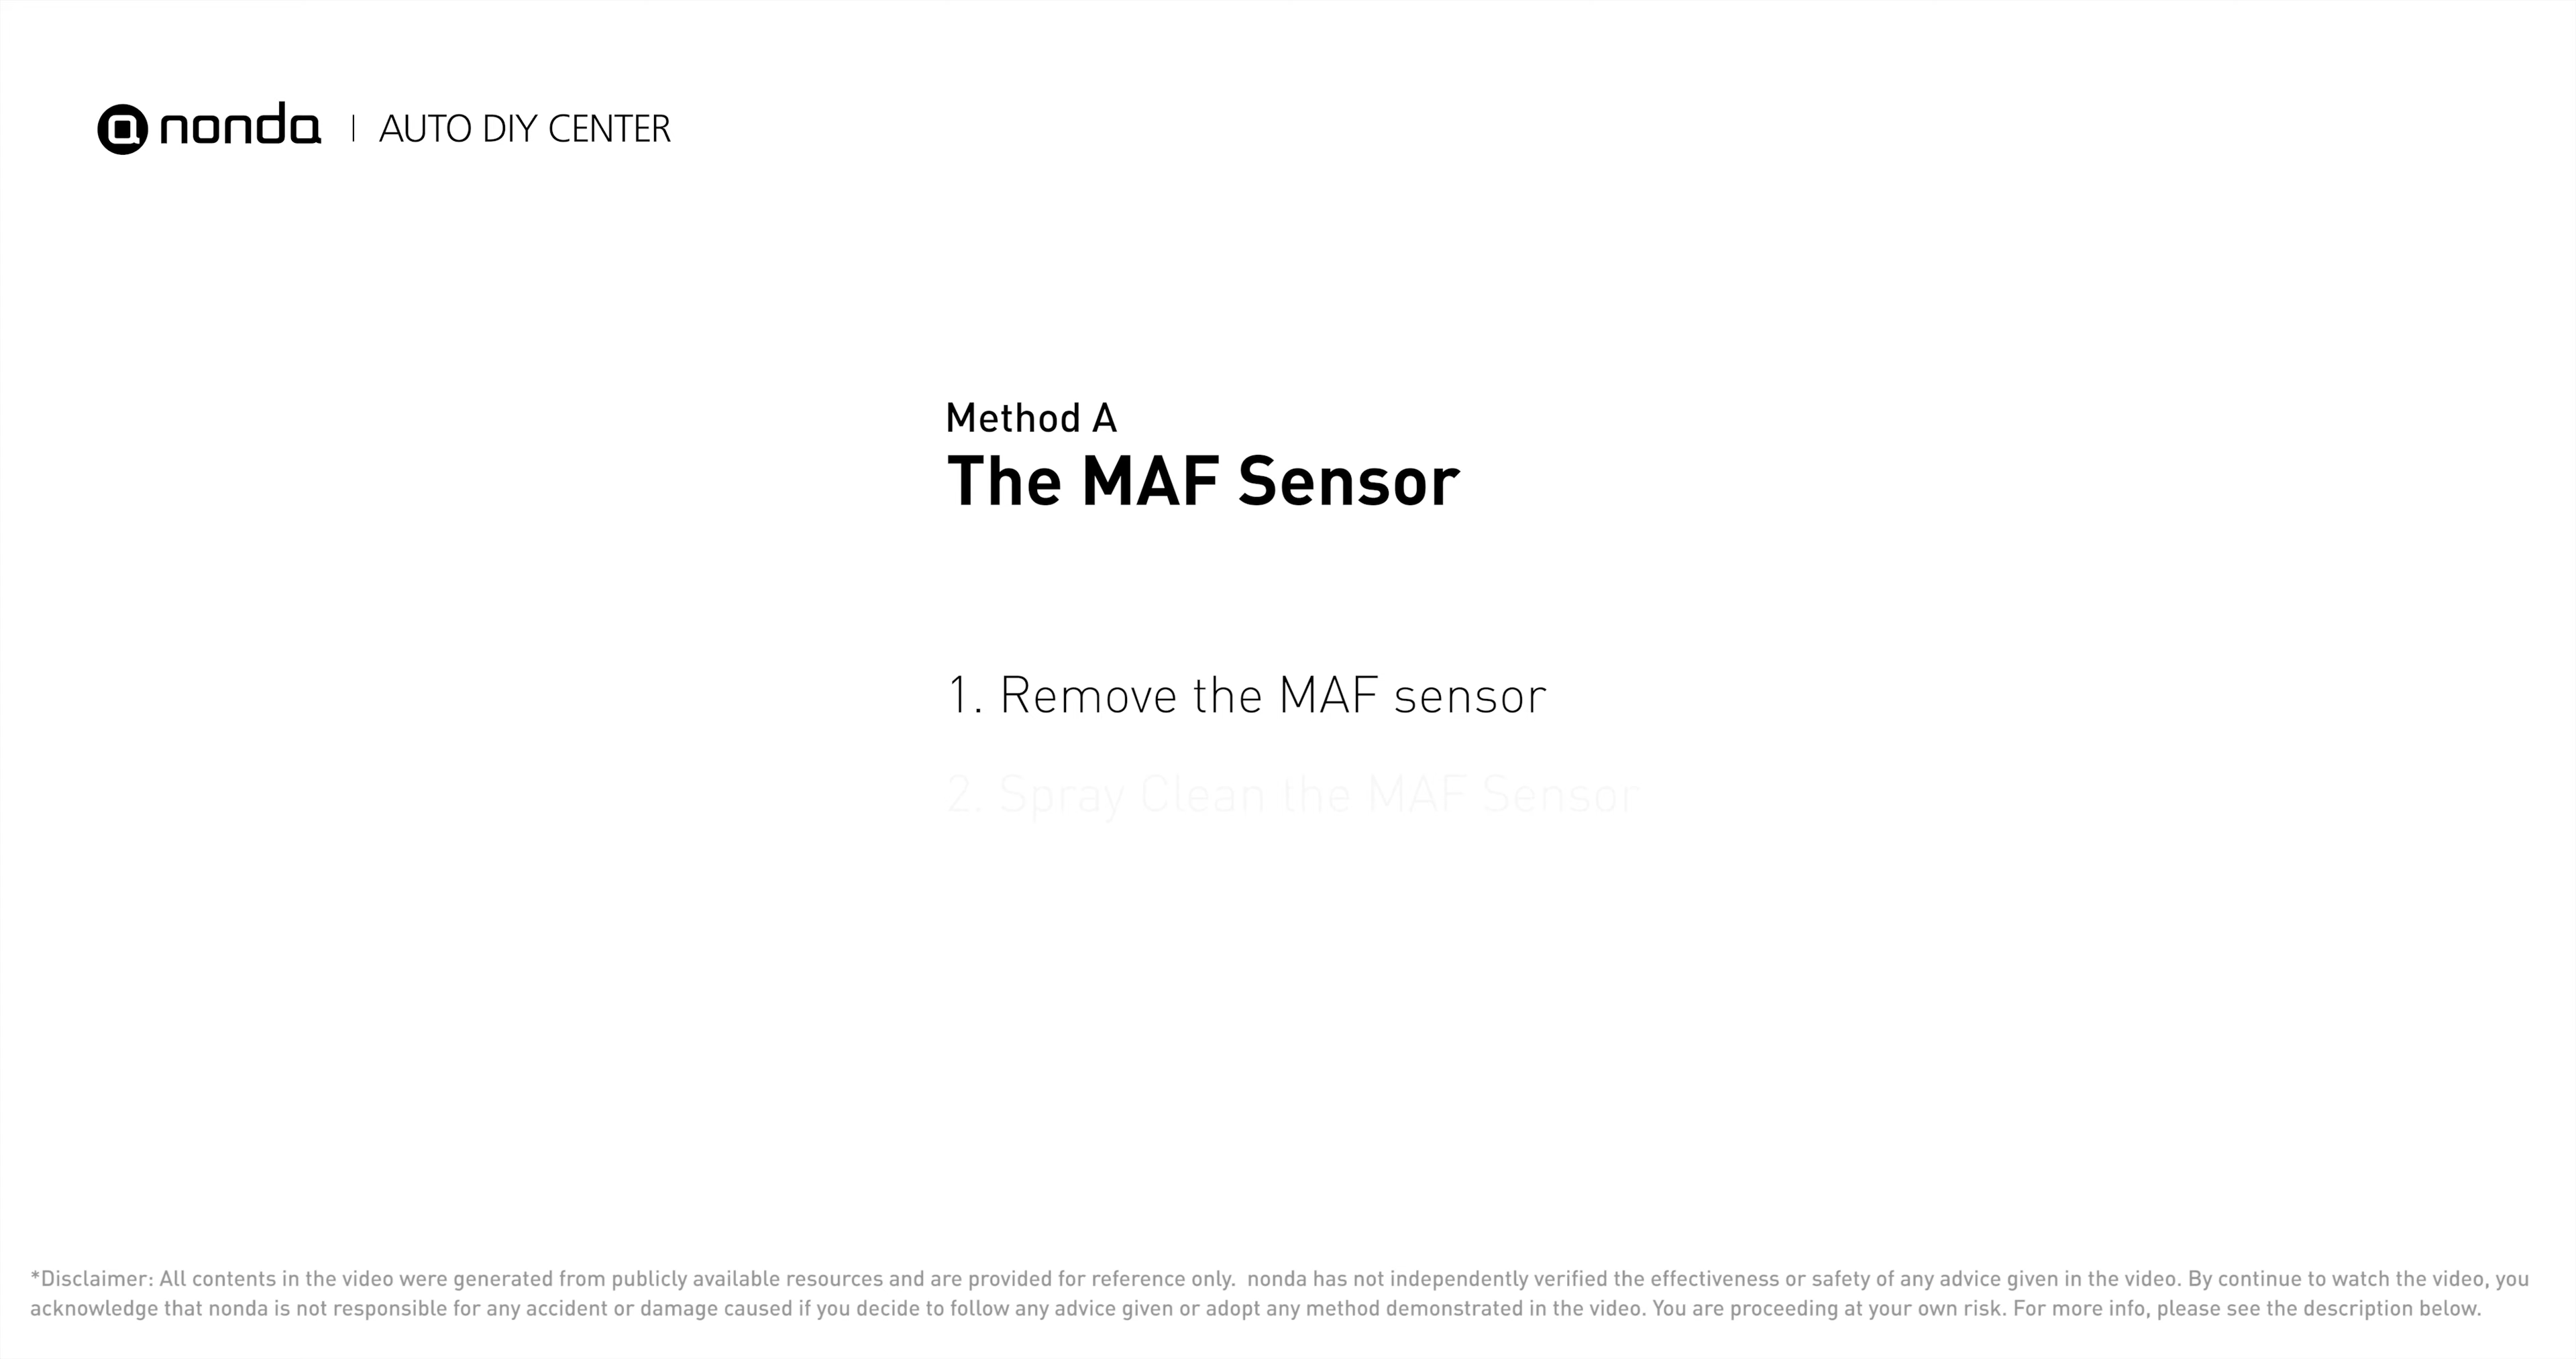 nonda | AUTO DIY CENTER
Method A
The MAF Sensor
1. Remove the MAF sensor
2. Spray Clean the MAF Sensor
*Disclaimer: All contents in the video were generated from publicly available resources and are provided for reference only.  nonda has not independently verified the effectiveness or safety of any advice given in the video. By continue to watch the video, you
acknowledge that nonda is not responsible for any accident or damage caused if you decide to follow any advice given or adopt any method demonstrated in the video. You are proceeding at your own risk. For more info, please see the description below.